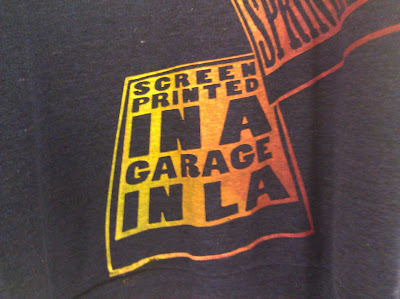 SCREEN
PRINTED
IN A
GARAGE
IN LA